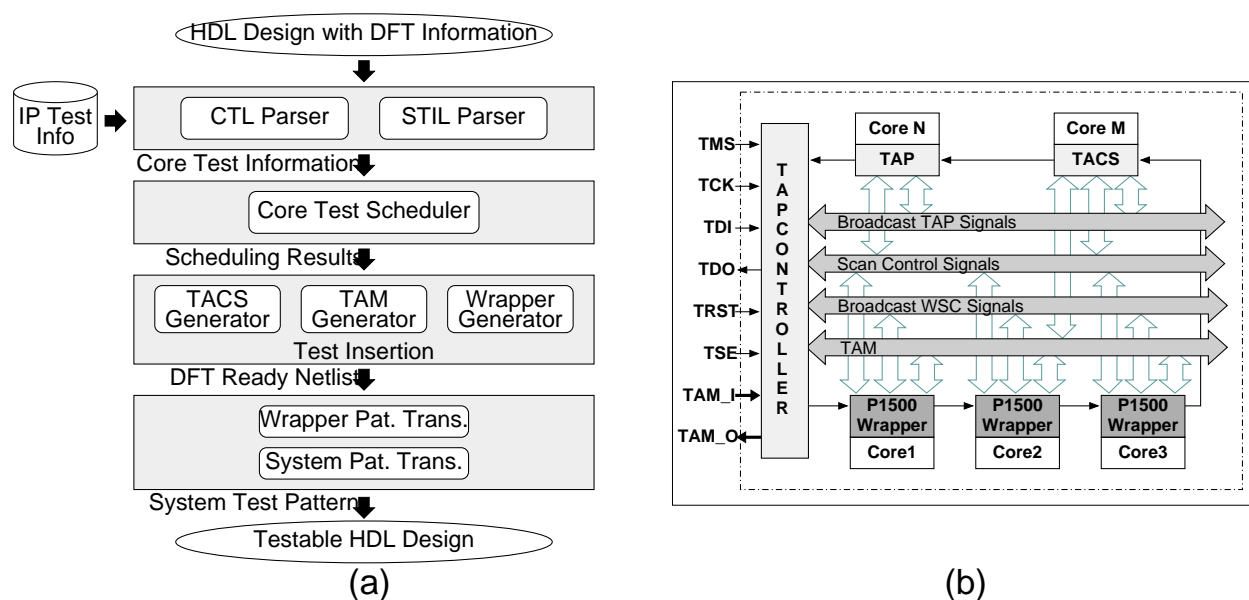 HDL Design with DFT Information
IP Test
Info
CTL Parser
STIL Parser
Core Test Information
Core Test Scheduler
Scheduling Results
TACS
Generator
TAM
Generator
Wrapper
Generator
Test Insertion
DFT Ready Netlist
Wrapper Pat. Trans.
System Pat. Trans.
System Test Pattern
Testable HDL Design
(a)
TMS
TCK
TDI
TDO
TRST
TSE
TAM_I
TAM_O
TAP CONTROLLER
Core N
TAP
Core M
TACS
Broadcast TAP Signals
Scan Control Signals
Broadcast WSC Signals
TAM
P1500
Wrapper
Core1
P1500
Wrapper
Core2
P1500
Wrapper
Core3
(b)